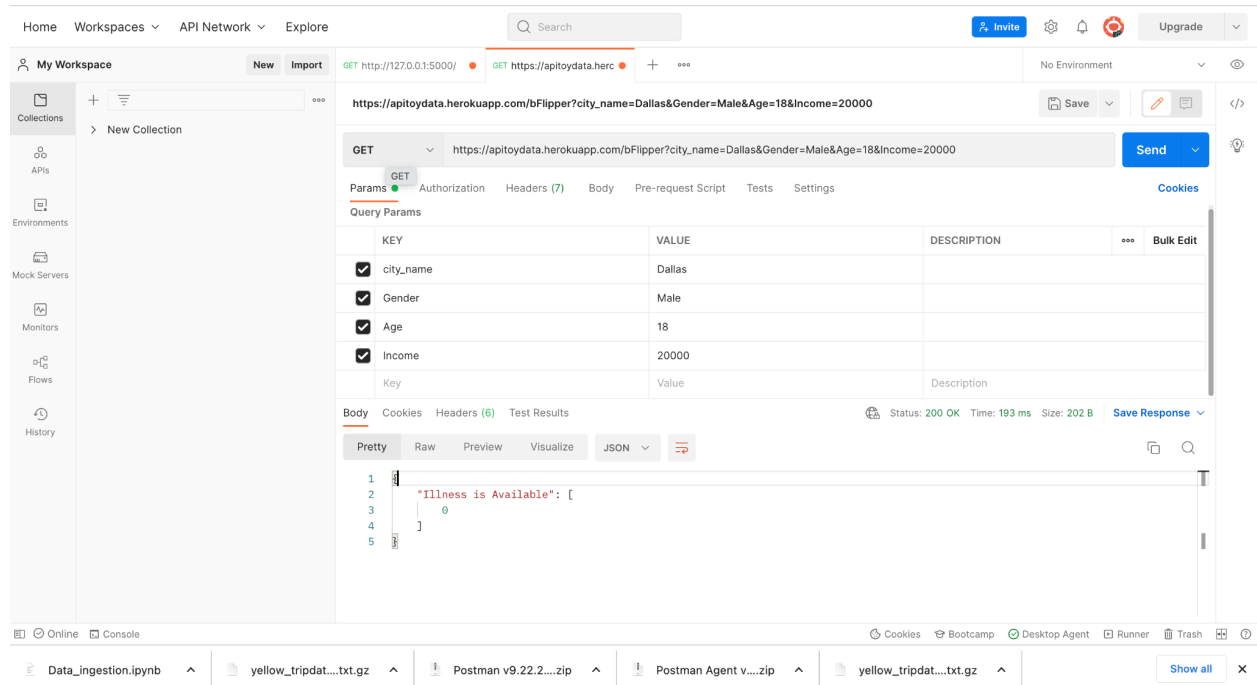 Home Workspaces API Network Explore Search Invite Upgrade
My Workspace New Import GET http://127.0.0.1:5000/ GET https://apitoydata.herc + ooo No Environment
Collections + ooo https://apitoydata.herokuapp.com/bFlipper?city_name=Dallas&Gender=Male&Age=18&Income=20000 Save </>
> New Collection
GET https://apitoydata.herokuapp.com/bFlipper?city_name=Dallas&Gender=Male&Age=18&Income=20000 Send
APIs
GET
Params Authorization Headers (7) Body Pre-request Script Tests Settings Cookies
Query Params
Environments
KEY VALUE DESCRIPTION ooo Bulk Edit
city_name Dallas
Mock Servers
Gender Male
Monitors
Age 18
Income 20000
Flows
Key Value Description
Body Cookies Headers (6) Test Results Status: 200 OK Time: 193 ms Size: 202 B Save Response
History
Pretty Raw Preview Visualize JSON
1 {
2 "Illness is Available": [
3 0
4 ]
5 }
Online Console Cookies Bootcamp Desktop Agent Runner Trash
Data_ingestion.ipynb yellow_tripdat....txt.gz Postman v9.22.2....zip Postman Agent v....zip yellow_tripdat....txt.gz Show all